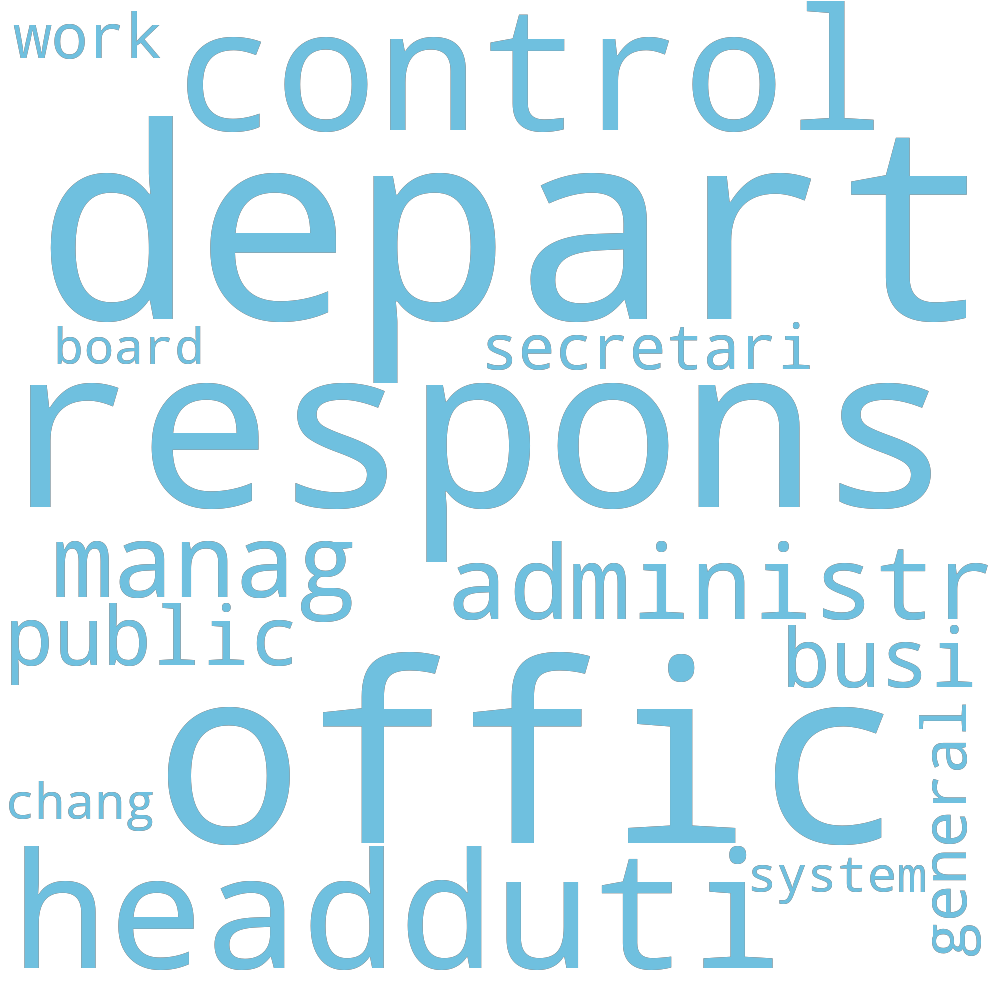 work
control
depart
board
secretari
respons
manag
administr
public
busi
offic
general
chang
head
duti
system